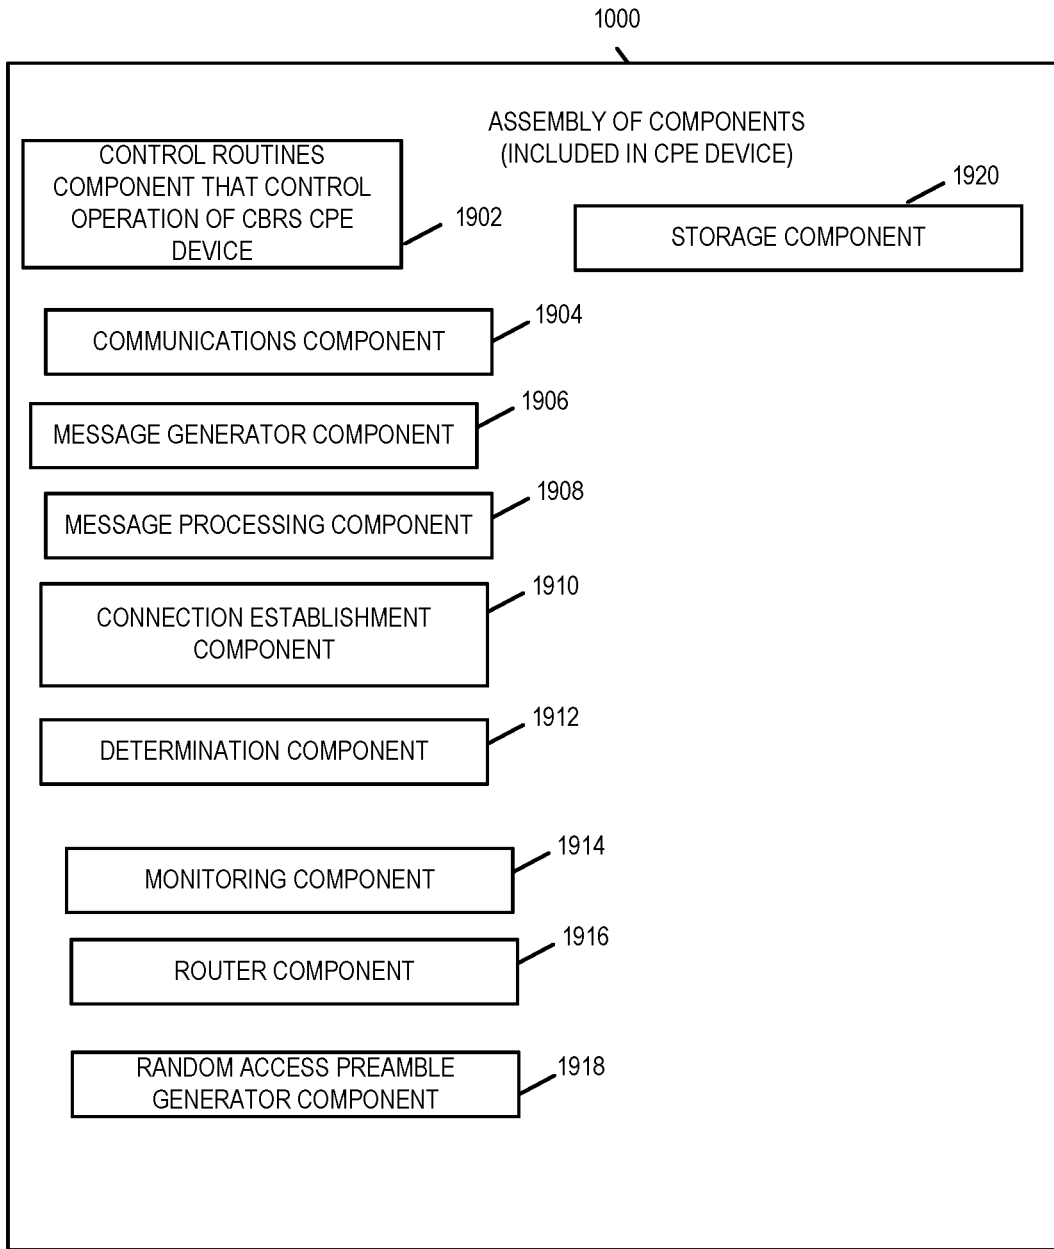 1000
ASSEMBLY OF COMPONENTS
(INCLUDED IN CPE DEVICE)
CONTROL ROUTINES
COMPONENT THAT CONTROL
OPERATION OF CBRS CPE
DEVICE
1902
1920
STORAGE COMPONENT
1904
COMMUNICATIONS COMPONENT
1906
MESSAGE GENERATOR COMPONENT
1908
MESSAGE PROCESSING COMPONENT
1910
CONNECTION ESTABLISHMENT
COMPONENT
1912
DETERMINATION COMPONENT
1914
MONITORING COMPONENT
1916
ROUTER COMPONENT
1918
RANDOM ACCESS PREAMBLE
GENERATOR COMPONENT